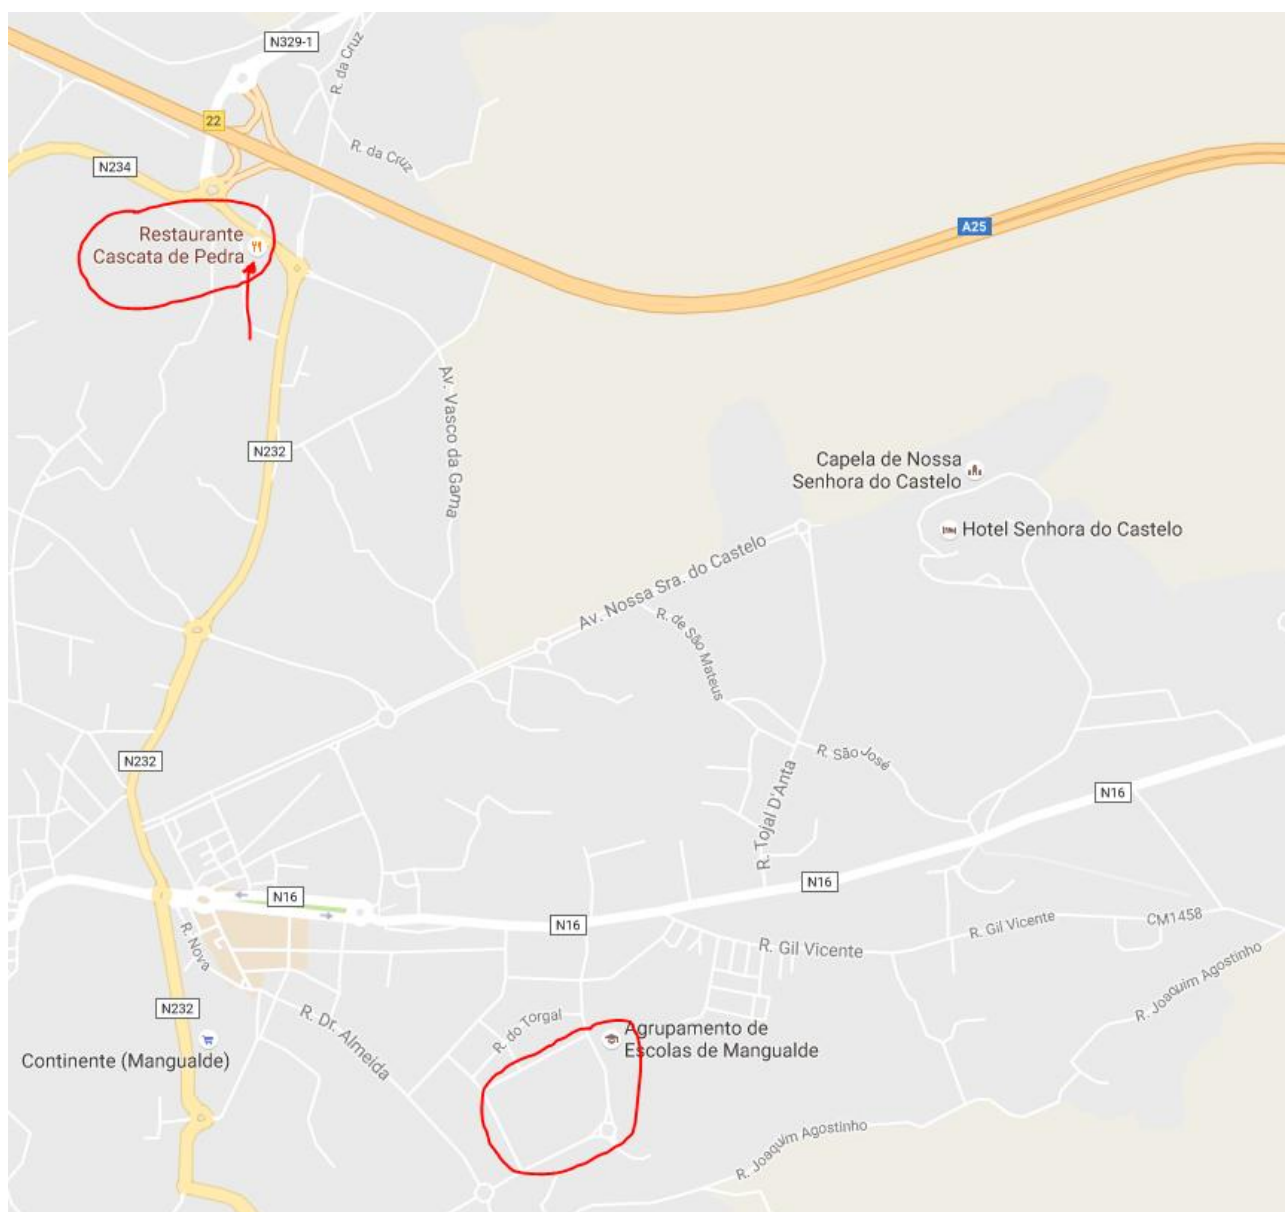 N329-1
R. da Cruz
22
R. da Cruz
N234
A25
Restaurante
Cascata de Pedra
Av. Vasco da Gama
N232
Capela de Nossa
Senhora do Castelo
Hotel Senhora do Castelo
Av. Nossa Sra. do Castelo
R. de São Mateus
N232
R. São José
N16
R. Tojal D'Anta
N16
N16
N16
R. Gil Vicente
R. Gil Vicente
CM1458
R. Nova
R. Joaquim Agostinho
N232
R. Dr. Almeida
R. do Torgal
Agrupamento de
Escolas de Mangualde
Continente (Mangualde)
R. Joaquim Agostinho